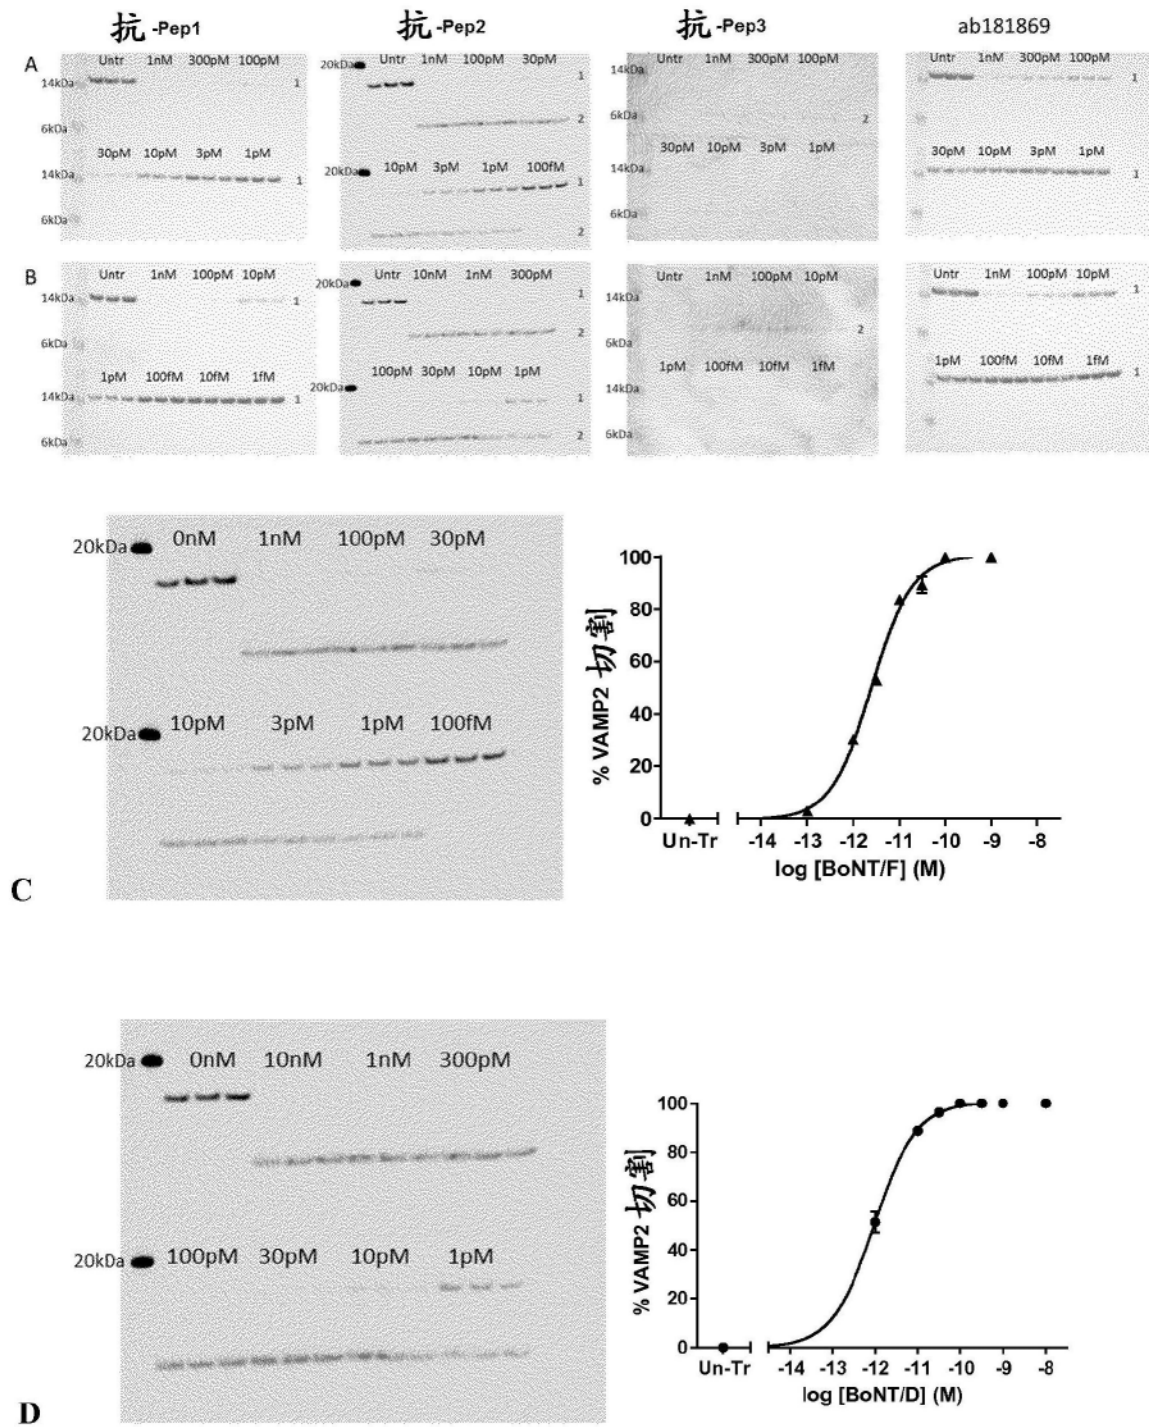 抗-Pep1 抗-Pep2 抗-Pep3 ab181869
A
Untr 1nM 300pM 100pM
14kDa 1
6kDa
30pM 10pM 3pM 1pM
14kDa 1
6kDa
20kDa Untr 1nM 100pM 30pM
1
2
20kDa 10pM 3pM 1pM 100fM
1
2
Untr 1nM 300pM 100pM
14kDa
6kDa 2
30pM 10pM 3pM 1pM
14kDa
6kDa
Untr 1nM 300pM 100pM
1
30pM 10pM 3pM 1pM
1
B
Untr 1nM 100pM 10pM
14kDa 1
6kDa
1pM 100fM 10fM 1fM
14kDa 1
6kDa
20kDa Untr 10nM 1nM 300pM
1
2
100pM 30pM 10pM 1pM
20kDa 1
2
Untr 1nM 100pM 10pM
14kDa
6kDa 2
1pM 100fM 10fM 1fM
14kDa
6kDa
Untr 1nM 100pM 10pM
1
1pM 100fM 10fM 1fM
1
20kDa 0nM 1nM 100pM 30pM
20kDa 10pM 3pM 1pM 100fM
C
% VAMP2 切割
100
80
60
40
20
0
Un-Tr -14 -13 -12 -11 -10 -9 -8
log [BoNT/F] (M)
20kDa 0nM 10nM 1nM 300pM
20kDa 100pM 30pM 10pM 1pM
D
% VAMP2 切割
100
80
60
40
20
0
Un-Tr -14 -13 -12 -11 -10 -9 -8
log [BoNT/D] (M)